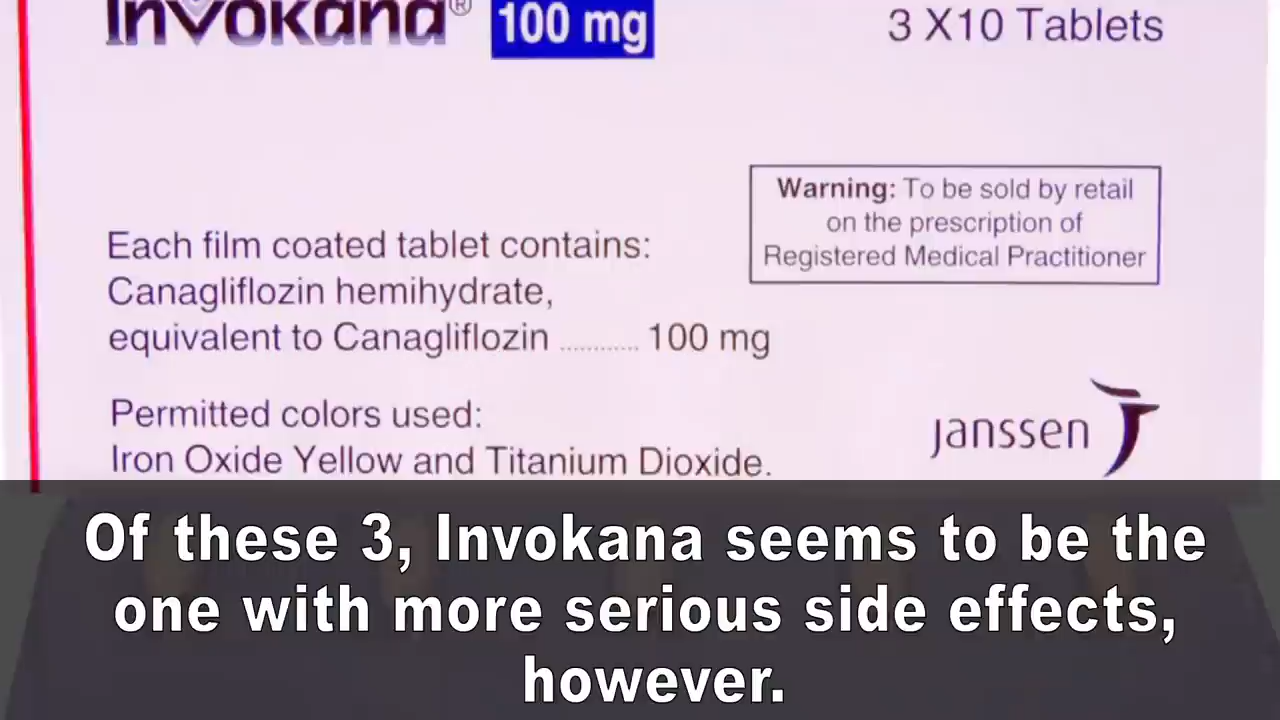 Invokana® 100 mg 3 X10 Tablets
Warning: To be sold by retail
on the prescription of
Registered Medical Practitioner
Each film coated tablet contains:
Canagliflozin hemihydrate,
equivalent to Canagliflozin ............ 100 mg
Permitted colors used:
Iron Oxide Yellow and Titanium Dioxide.
janssen
Of these 3, Invokana seems to be the
one with more serious side effects,
however.